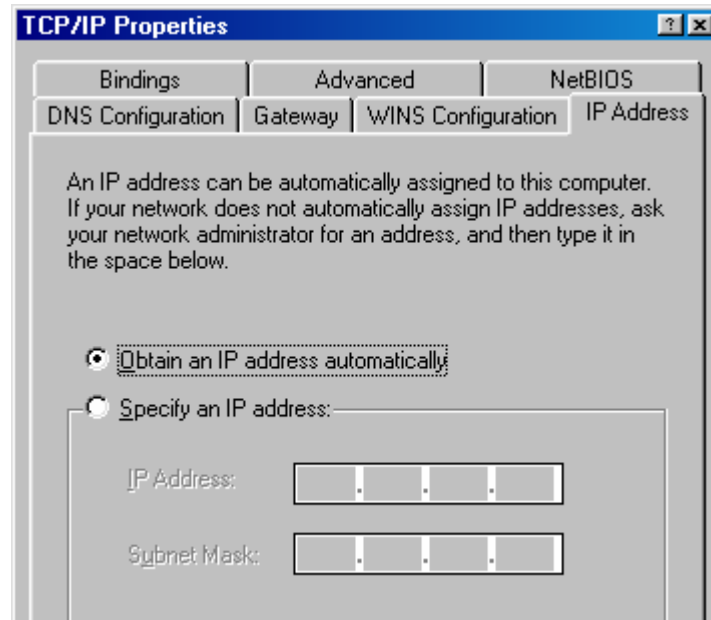 TCP/IP Properties
Bindings Advanced NetBIOS
DNS Configuration Gateway WINS Configuration IP Address
An IP address can be automatically assigned to this computer.
If your network does not automatically assign IP addresses, ask
your network administrator for an address, and then type it in
the space below.
Obtain an IP address automatically
Specify an IP address:
IP Address: . . .
Subnet Mask: . . .